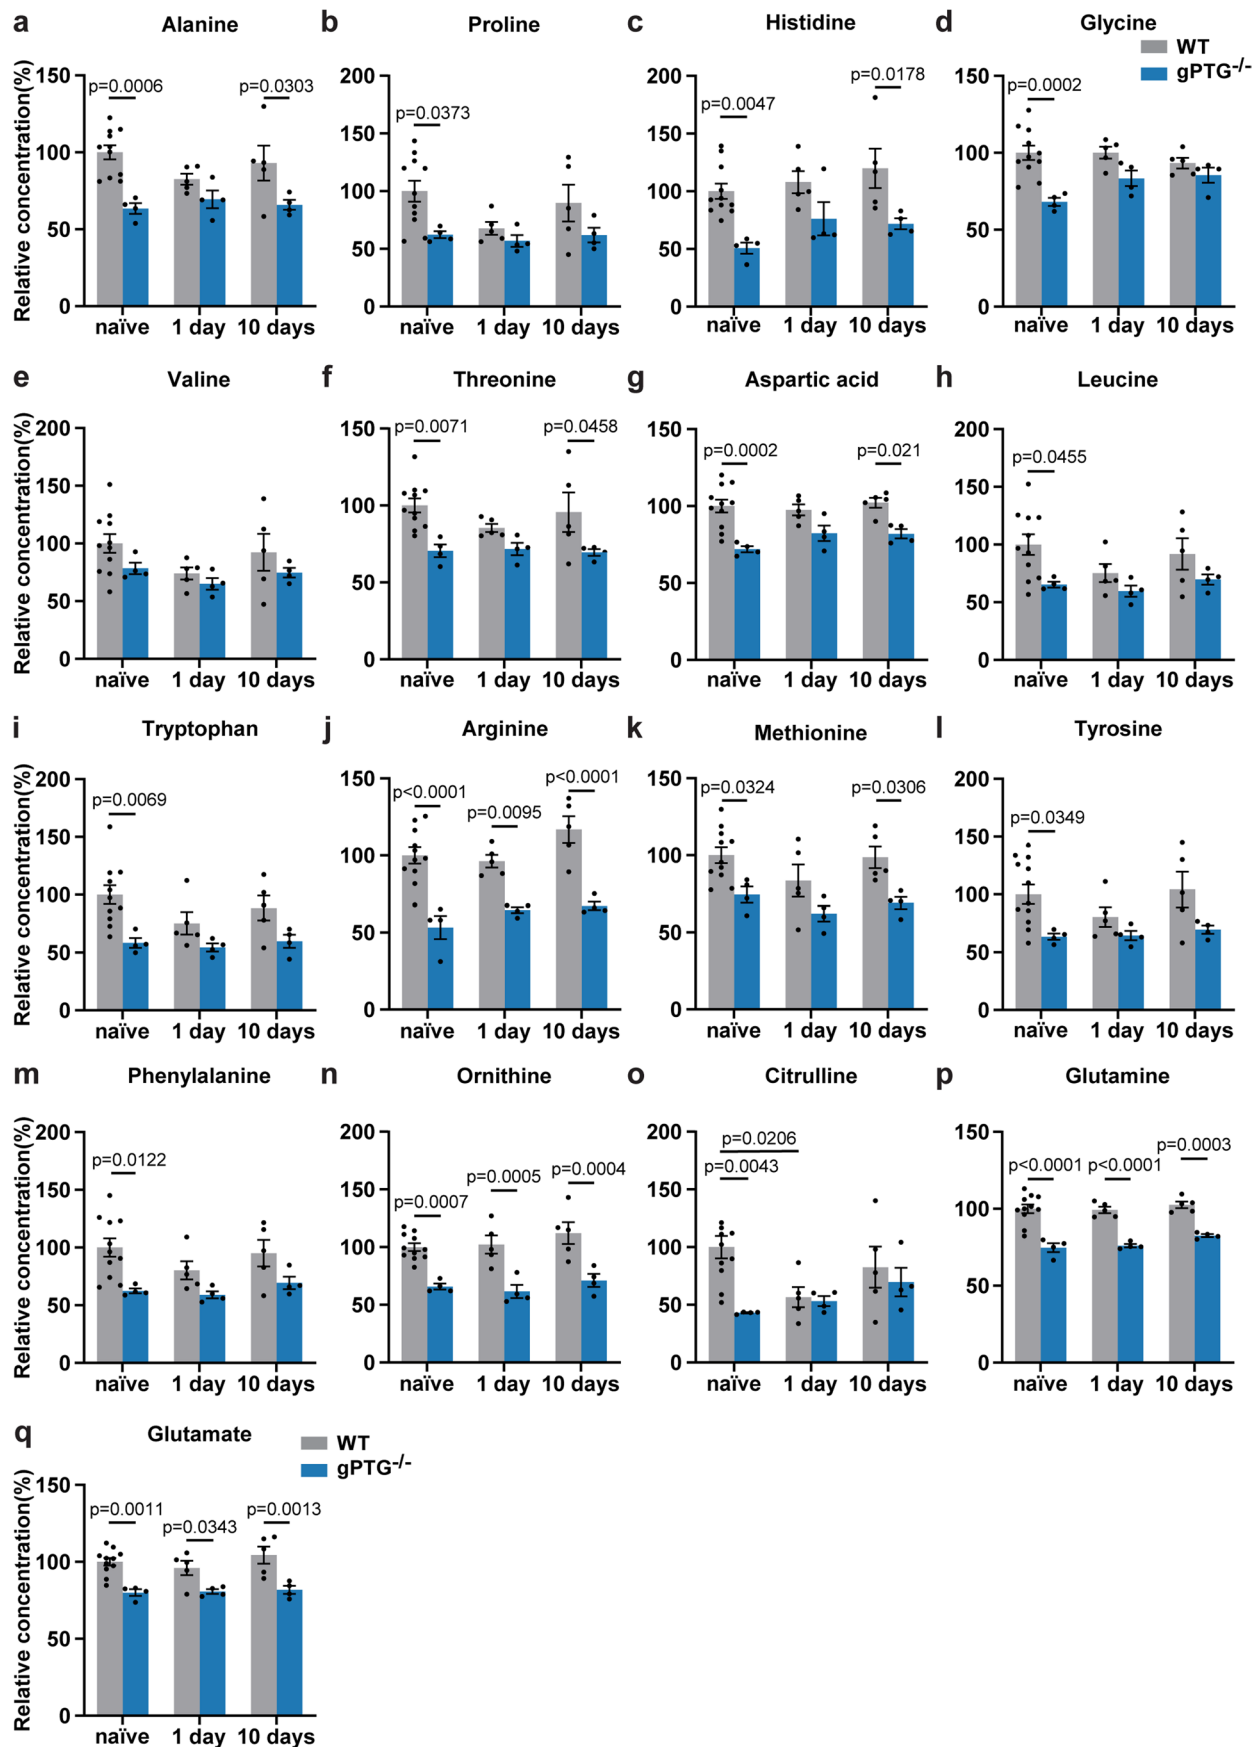 a Alanine
b Proline
c Histidine
d Glycine
WT
gPTG-/-
Relative concentration(%)
150
100
50
0
p=0.0006
p=0.0303
naïve 1 day 10 days
200
150
100
50
0
p=0.0373
naïve 1 day 10 days
200
150
100
50
0
p=0.0047
p=0.0178
naïve 1 day 10 days
150
100
50
0
p=0.0002
naïve 1 day 10 days
e Valine
f Threonine
g Aspartic acid
h Leucine
Relative concentration(%)
200
150
100
50
0
naïve 1 day 10 days
150
100
50
0
p=0.0071
p=0.0458
naïve 1 day 10 days
150
100
50
0
p=0.0002
p=0.021
naïve 1 day 10 days
200
150
100
50
0
p=0.0455
naïve 1 day 10 days
i Tryptophan
j Arginine
k Methionine
l Tyrosine
Relative concentration(%)
200
150
100
50
0
p=0.0069
naïve 1 day 10 days
150
100
50
0
p<0.0001
p=0.0095
p<0.0001
naïve 1 day 10 days
150
100
50
0
p=0.0324
p=0.0306
naïve 1 day 10 days
200
150
100
50
0
p=0.0349
naïve 1 day 10 days
m Phenylalanine
n Ornithine
o Citrulline
p Glutamine
Relative concentration(%)
200
150
100
50
0
p=0.0122
naïve 1 day 10 days
200
150
100
50
0
p=0.0007
p=0.0005
p=0.0004
naïve 1 day 10 days
200
150
100
50
0
p=0.0206
p=0.0043
naïve 1 day 10 days
150
100
50
0
p<0.0001
p<0.0001
p=0.0003
naïve 1 day 10 days
q Glutamate
WT
gPTG-/-
Relative concentration(%)
150
100
50
0
p=0.0011
p=0.0343
p=0.0013
naïve 1 day 10 days